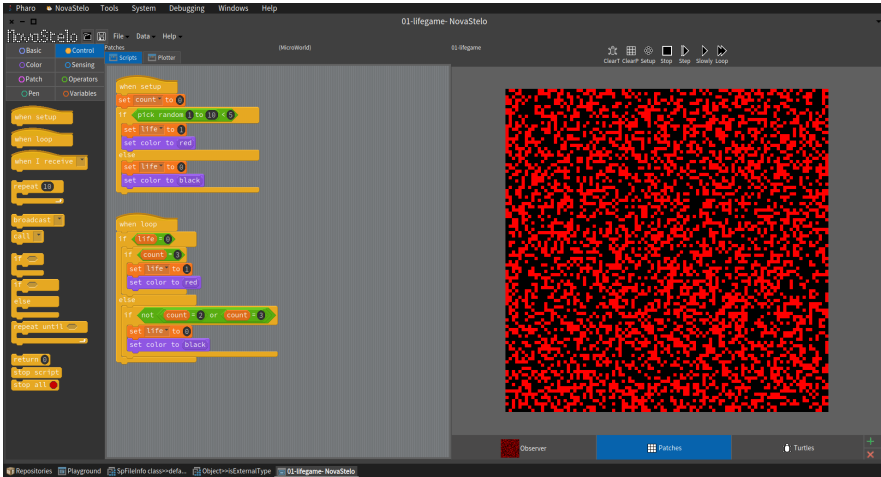 Pharo NovaStelo Tools System Debugging Windows Help
01-lifegame- NovaStelo
NovaStelo File Data Help
Basic Control
Color Sensing
Patch Operators
Pen Variables
Patches (MicroWorld) 01-lifegame
Scripts Plotter
ClearT ClearP Setup Stop Step Slowly Loop
when setup
when loop
when I receive
repeat 10
broadcast
call
if
if
else
repeat until
return 0
stop script
stop all
when setup
set count to 0
if pick random 1 to 10 < 5
set life to 1
set color to red
else
set life to 0
set color to black
when loop
if life = 0
if count = 3
set life to 1
set color to red
else
if not count = 2 or count = 3
set life to 0
set color to black
Observer Patches Turtles
Repositories Playground SpFileInfo class>>defa... Object>>isExternalType 01-lifegame- NovaStelo